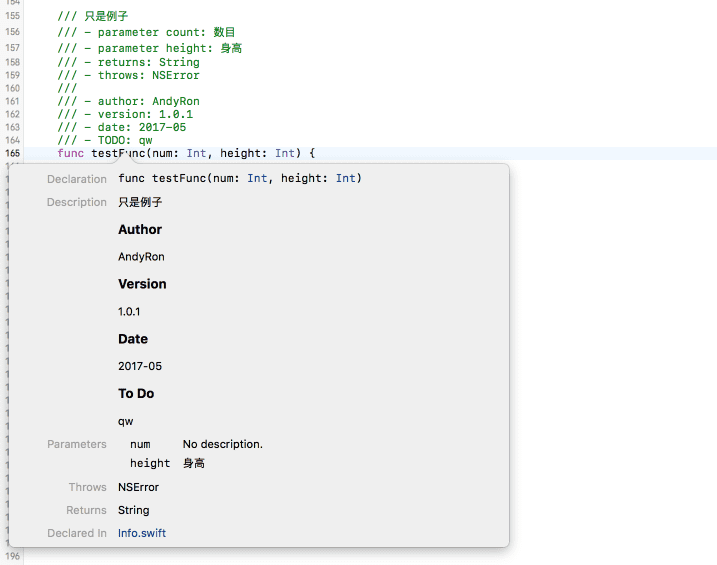 155 /// 只是例子
156 /// - parameter count: 数目
157 /// - parameter height: 身高
158 /// - returns: String
159 /// - throws: NSError
160 ///
161 /// - author: AndyRon
162 /// - version: 1.0.1
163 /// - date: 2017-05
164 /// - TODO: qw
165 func testFunc(num: Int, height: Int) {
Declaration func testFunc(num: Int, height: Int)
Description 只是例子
Author
AndyRon
Version
1.0.1
Date
2017-05
To Do
qw
Parameters num No description.
height 身高
Throws NSError
Returns String
Declared In Info.swift
196